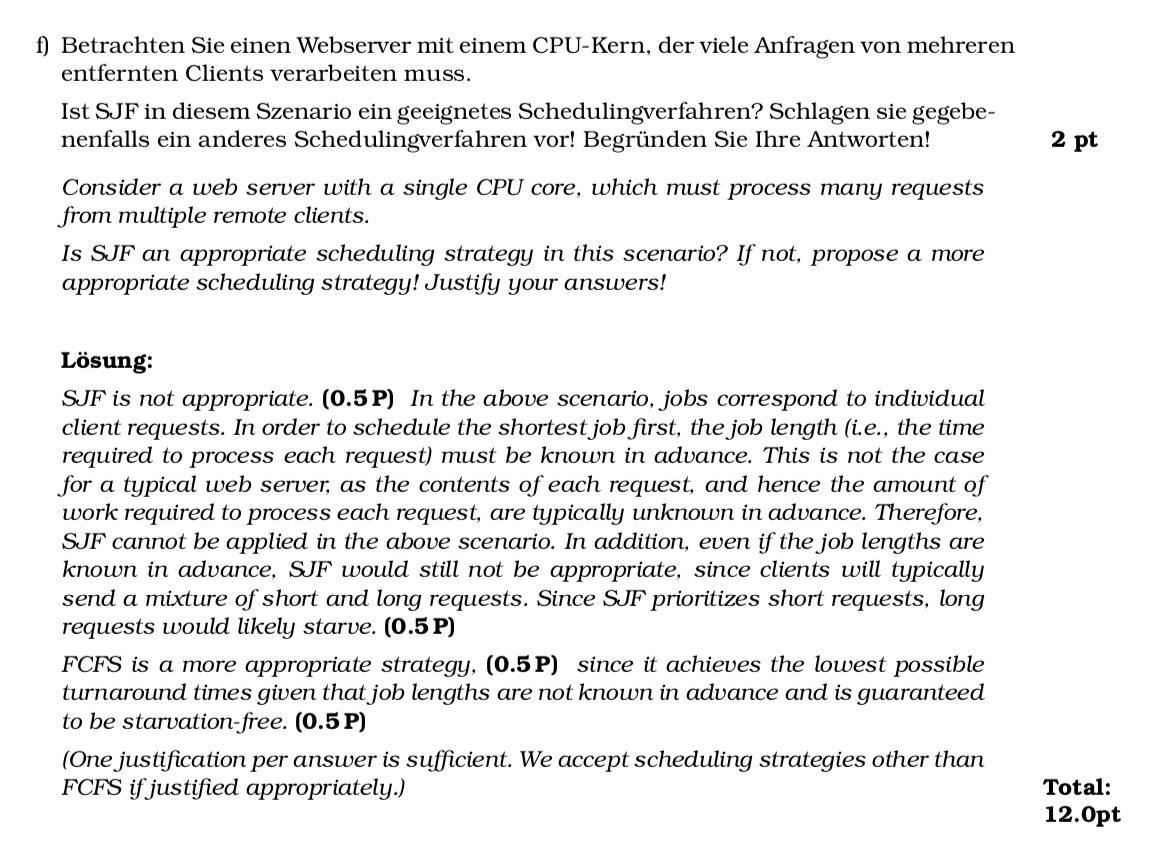 f) Betrachten Sie einen Webserver mit einem CPU-Kern, der viele Anfragen von mehreren
entfernten Clients verarbeiten muss.
Ist SJF in diesem Szenario ein geeignetes Schedulingverfahren? Schlagen sie gegebe-
nenfalls ein anderes Schedulingverfahren vor! Begründen Sie Ihre Antworten! 2 pt
Consider a web server with a single CPU core, which must process many requests
from multiple remote clients.
Is SJF an appropriate scheduling strategy in this scenario? If not, propose a more
appropriate scheduling strategy! Justify your answers!
Lösung:
SJF is not appropriate. (0.5 P) In the above scenario, jobs correspond to individual
client requests. In order to schedule the shortest job first, the job length (i.e., the time
required to process each request) must be known in advance. This is not the case
for a typical web server, as the contents of each request, and hence the amount of
work required to process each request, are typically unknown in advance. Therefore,
SJF cannot be applied in the above scenario. In addition, even if the job lengths are
known in advance, SJF would still not be appropriate, since clients will typically
send a mixture of short and long requests. Since SJF prioritizes short requests, long
requests would likely starve. (0.5 P)
FCFS is a more appropriate strategy, (0.5 P) since it achieves the lowest possible
turnaround times given that job lengths are not known in advance and is guaranteed
to be starvation-free. (0.5 P)
(One justification per answer is sufficient. We accept scheduling strategies other than
FCFS if justified appropriately.)
Total:
12.0pt